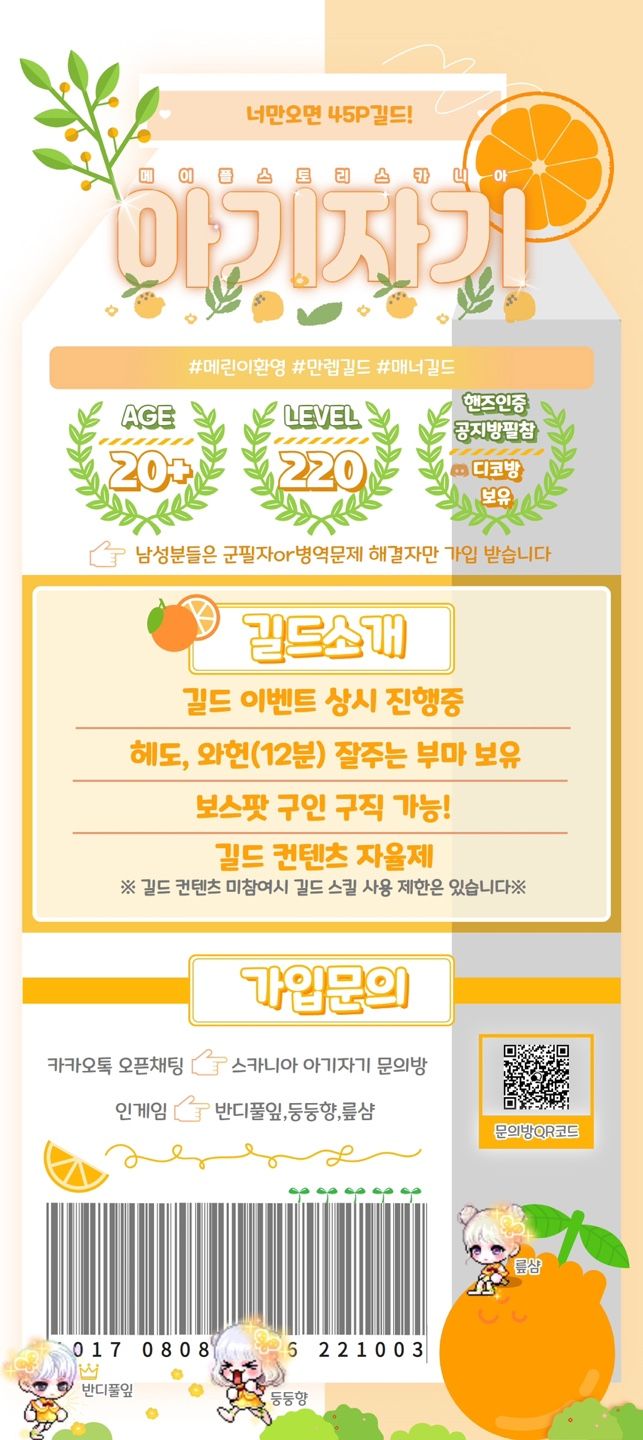 너만오면 45P길드!
메이플스토리스카니아
아기자기
#메린이환영 #만렙길드 #매너길드
AGE
20+
LEVEL
220
핸즈인증
공지방필참
디코방
보유
남성분들은 군필자or병역문제 해결자만 가입 받습니다
길드소개
길드 이벤트 상시 진행중
헤도, 와헌(12분) 잘주는 부마 보유
보스팟 구인 구직 가능!
길드 컨텐츠 자율제
※ 길드 컨텐츠 미참여시 길드 스킬 사용 제한은 있습니다※
가입문의
카카오톡 오픈채팅 스카니아 아기자기 문의방
인게임 반디풀잎,둥둥향,릎샴
문의방QR코드
릎샴
017 0808 6 221003
반디풀잎
둥둥향